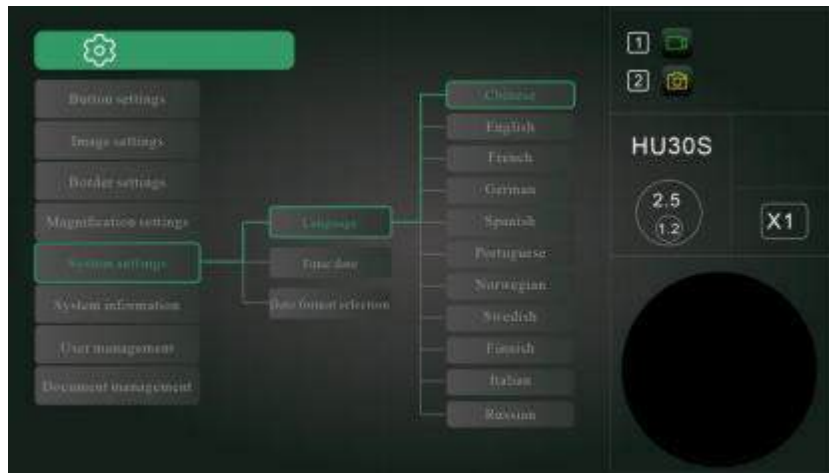 Button settings
Image settings
Border settings
Magnification settings
System settings
System information
User management
Document management
Language
Time date
Date format selection
Chinese
English
French
German
Spanish
Portuguese
Norwegian
Swedish
Finnish
Italian
Russian
1
2
HU30S
2.5
1.2
X1